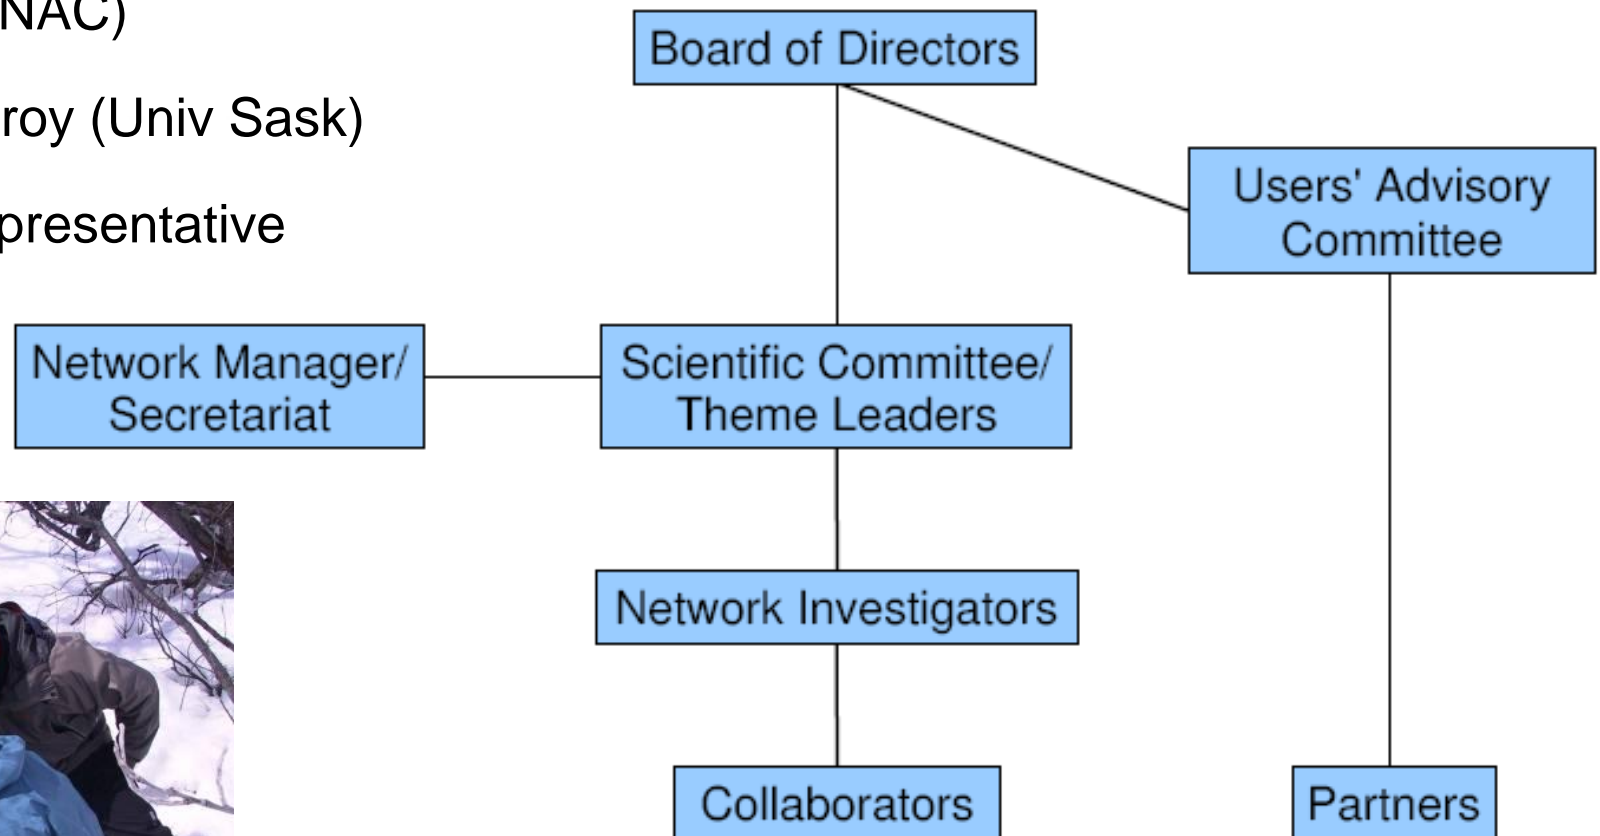 NAC)
roy (Univ Sask)
presentative
Board of Directors
Users' Advisory
Committee
Network Manager/
Secretariat
Scientific Committee/
Theme Leaders
Network Investigators
Collaborators
Partners